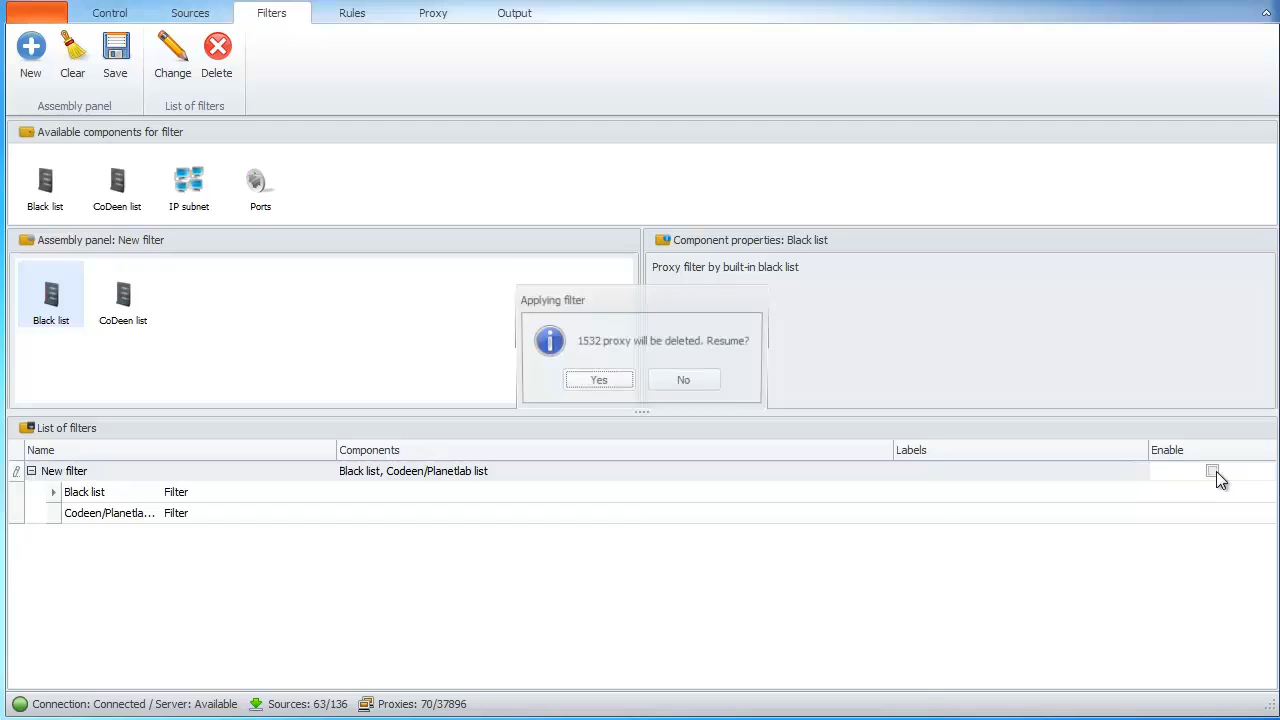 Control Sources Filters Rules Proxy Output
New Clear Save Change Delete
Assembly panel List of filters
Available components for filter
Black list CoDeen list IP subnet Ports
Assembly panel: New filter Component properties: Black list
Proxy filter by built-in black list
Black list CoDeen list
Applying filter
1532 proxy will be deleted. Resume?
Yes No
List of filters
Name Components Labels Enable
New filter Black list, Codeen/Planetlab list
Black list Filter
Codeen/Planetla... Filter
Connection: Connected / Server: Available Sources: 63/136 Proxies: 70/37896